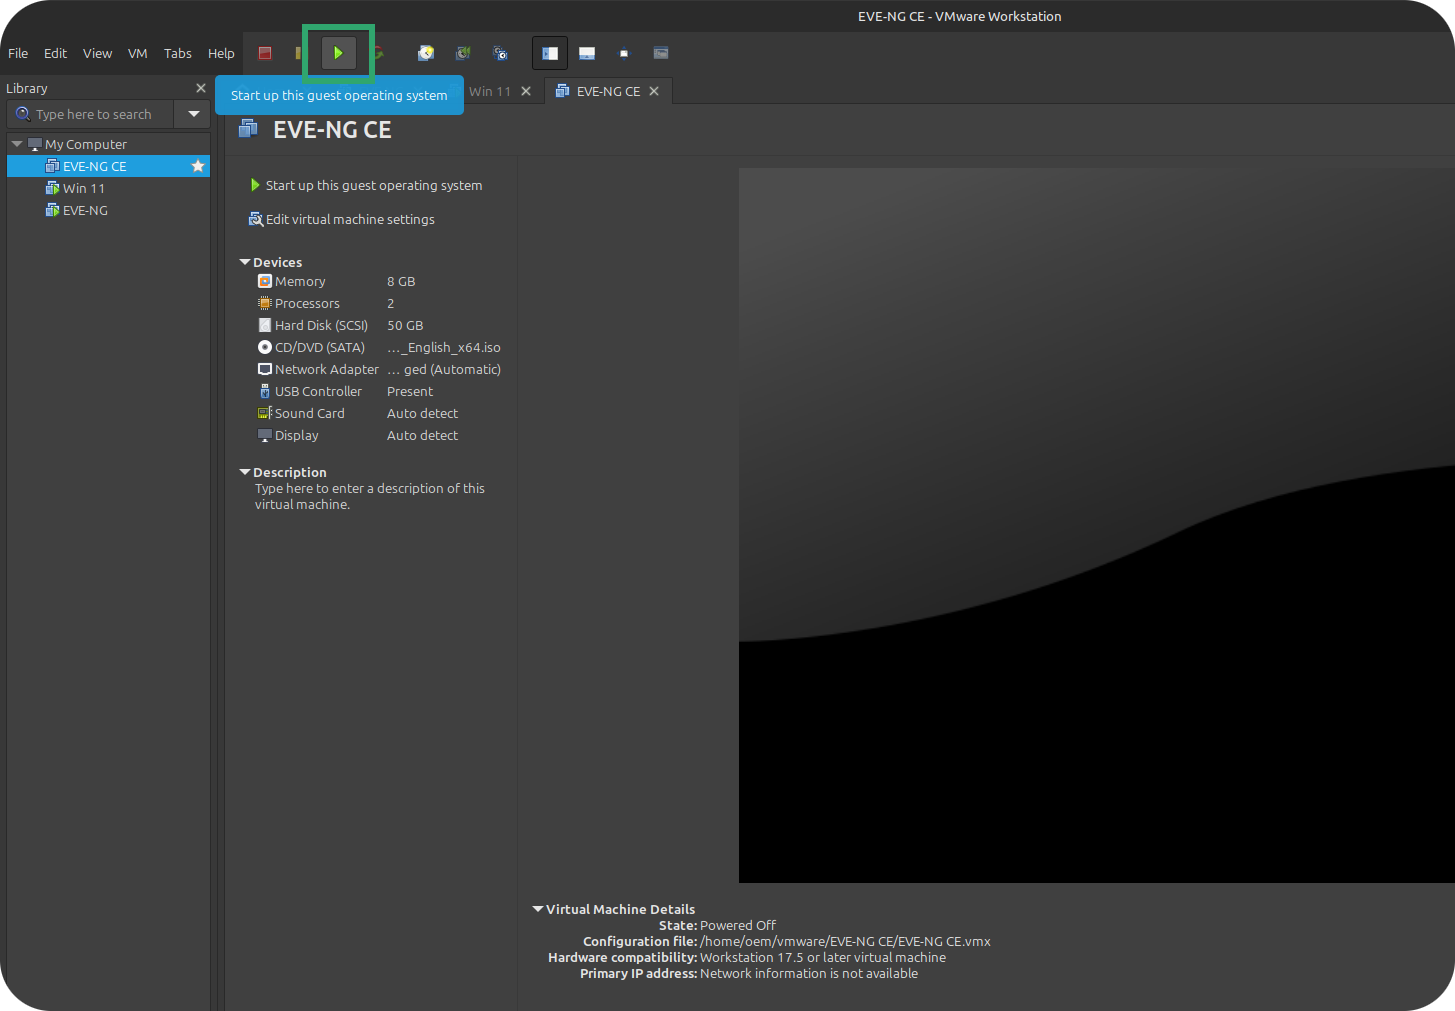 EVE-NG CE - VMware Workstation
File Edit View VM Tabs Help
Library
Start up this guest operating system
Win 11
EVE-NG CE
Type here to search
EVE-NG CE
My Computer
EVE-NG CE
Win 11
EVE-NG
Start up this guest operating system
Edit virtual machine settings
Devices
Memory 8 GB
Processors 2
Hard Disk (SCSI) 50 GB
CD/DVD (SATA) ..._English_x64.iso
Network Adapter ... ged (Automatic)
USB Controller Present
Sound Card Auto detect
Display Auto detect
Description
Type here to enter a description of this
virtual machine.
Virtual Machine Details
State: Powered Off
Configuration file: /home/oem/vmware/EVE-NG CE/EVE-NG CE.vmx
Hardware compatibility: Workstation 17.5 or later virtual machine
Primary IP address: Network information is not available